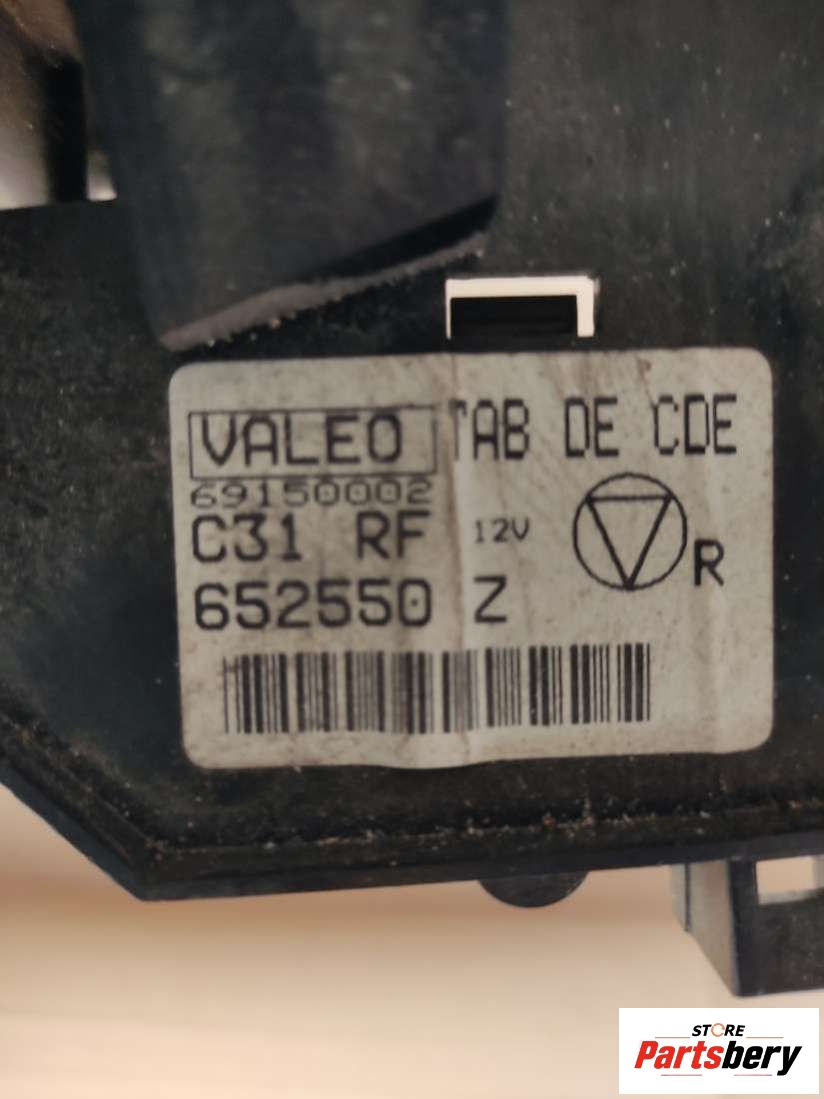 VALEO TAB DE CDE
69150002
C31 RF 12V
R
652550 Z
STORE
Partsbery